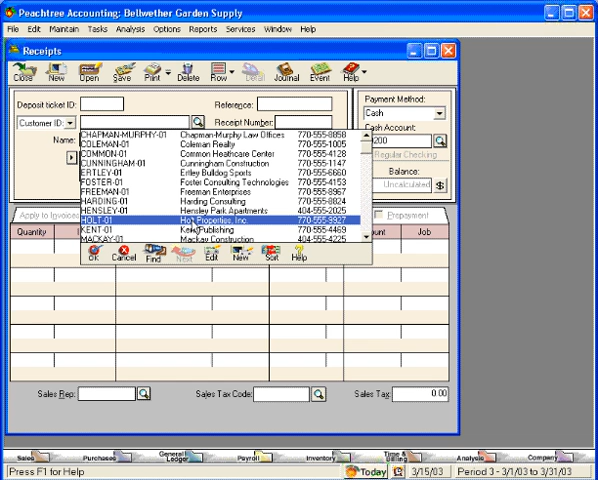 Peachtree Accounting: Bellwether Garden Supply
File Edit Maintain Tasks Analysis Options Reports Services Window Help
Receipts
Close New Open Save Print Delete Row Detail Journal Event Help
Deposit ticket ID: Reference: Payment Method:
Cash
Customer ID: Receipt Number: Cash Account:
Name: 0200
CHAPMAN-MURPHY-01 Chapman-Murphy Law Offices 770-555-8858
COLEMAN-01 Coleman Realty 770-555-1005
COMMON-01 Common Healthcare Center 770-555-4128
CUNNINGHAM-01 Cunningham Construction 770-555-1147
ERTLEY-01 Ertley Bulldog Sports 770-555-6660
FOSTER-01 Foster Consulting Technologies 770-555-4153
FREEMAN-01 Freeman Enterprises 770-555-8967
HARDING-01 Harding Consulting 770-555-8824
HENSLEY-01 Hensley Park Apartments 404-555-2025
HOLT-01 Holt Properties, Inc. 770-555-9927
KENT-01 Kent Publishing 770-555-4469
MACKAY-01 Mackay Construction 404-555-4225
OK Cancel Find Next Edit New Sort Help
Regular Checking
Balance:
Uncalculated
Apply to Invoices Prepayment
Quantity Job
Sales Rep: Sales Tax Code: Sales Tax: 0.00
Sales Purchases General Ledger Payroll Inventory Time & Billing Analysis Company
Press F1 for Help Today 3/15/03 Period 3 - 3/1/03 to 3/31/03